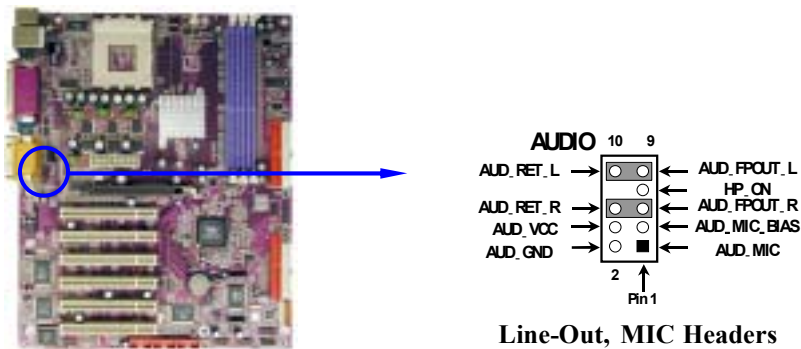 AUDIO 10 9
AUD_RET_L AUD_FPOUT_L
HP_ON
AUD_RET_R AUD_FPOUT_R
AUD_VCC AUD_MIC_BIAS
AUD_GND AUD_MIC
2
Pin 1
Line-Out, MIC Headers